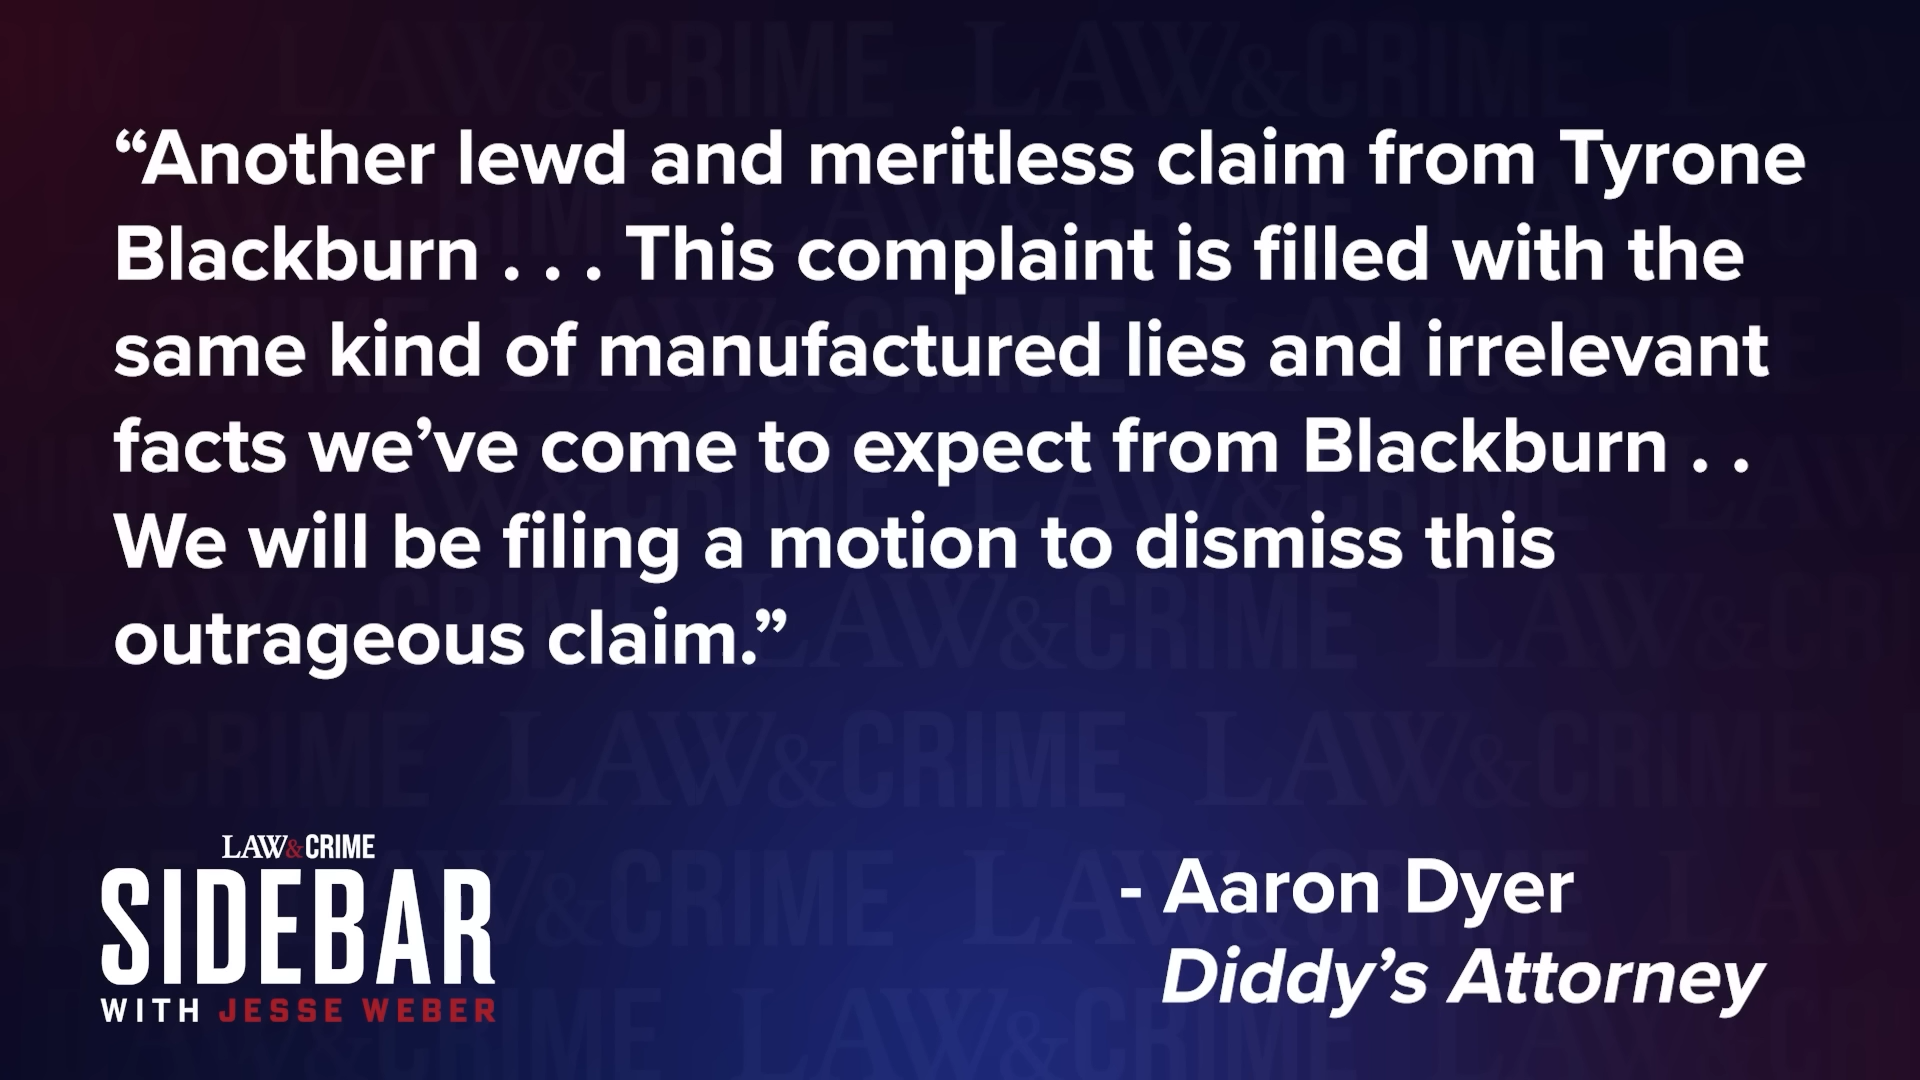 “Another lewd and meritless claim from Tyrone
Blackburn . . . This complaint is filled with the
same kind of manufactured lies and irrelevant
facts we’ve come to expect from Blackburn . .
We will be filing a motion to dismiss this
outrageous claim.”
LAW&CRIME
SIDEBAR
WITH JESSE WEBER
- Aaron Dyer
Diddy’s Attorney